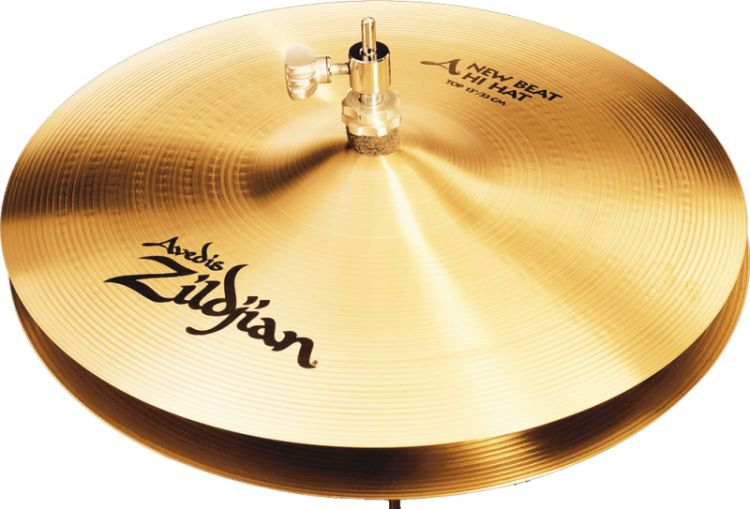 A NEW BEAT
HI HAT
TOP 13"/33 CM
Avedis
Zildjian